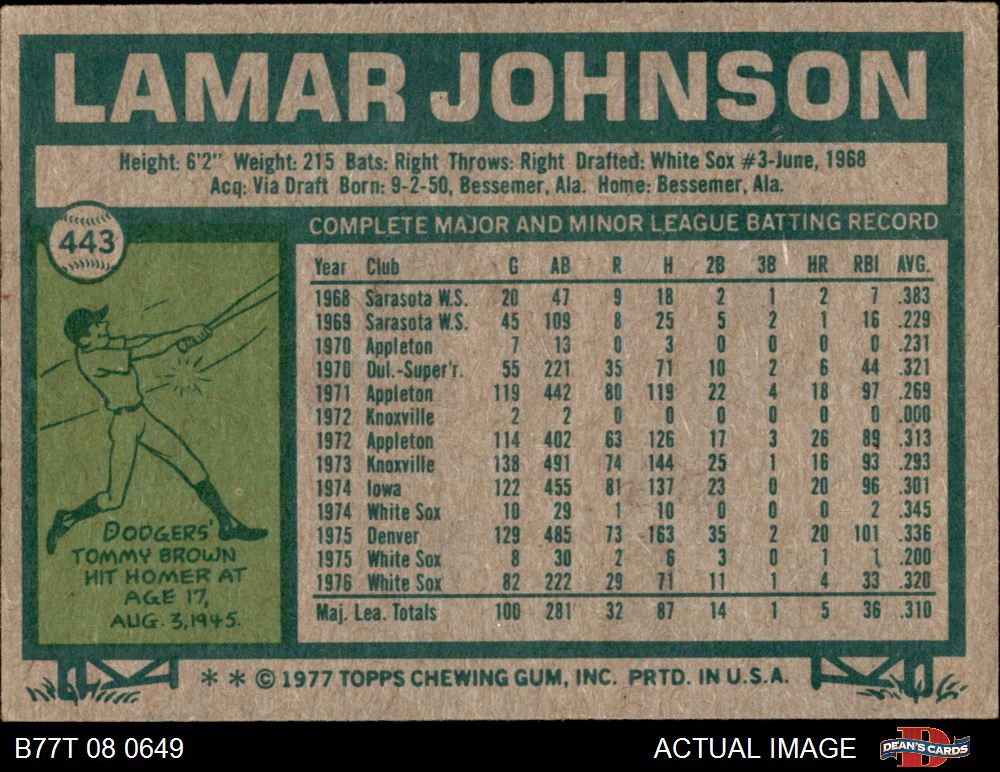 LAMAR JOHNSON
Height: 6'2" Weight: 215 Bats: Right Throws: Right Drafted: White Sox #3-June, 1968
Acq: Via Draft Born: 9-2-50, Bessemer, Ala. Home: Bessemer, Ala.
443
COMPLETE MAJOR AND MINOR LEAGUE BATTING RECORD
Year Club G AB R H 2B 3B HR RBI AVG.
1968 Sarasota W.S. 20 47 9 18 2 1 2 7 .383
1969 Sarasota W.S. 45 109 8 25 5 2 1 16 .229
1970 Appleton 7 13 0 3 0 0 0 0 .231
1970 Dul.-Super'r. 55 221 35 71 10 2 6 44 .321
1971 Appleton 119 442 80 119 22 4 18 97 .269
1972 Knoxville 2 2 0 0 0 0 0 0 .000
1972 Appleton 114 402 63 126 17 3 26 89 .313
1973 Knoxville 138 491 74 144 25 1 16 93 .293
1974 Iowa 122 455 81 137 23 0 20 96 .301
1974 White Sox 10 29 1 10 0 0 0 2 .345
1975 Denver 129 485 73 163 35 2 20 101 .336
1975 White Sox 8 30 2 6 3 0 1 1 .200
1976 White Sox 82 222 29 71 11 1 4 33 .320
Maj. Lea. Totals 100 281 32 87 14 1 5 36 .310
DODGERS'
TOMMY BROWN
HIT HOMER AT
AGE 17,
AUG. 3, 1945.
* * © 1977 TOPPS CHEWING GUM, INC. PRTD. IN U.S.A.
B77T 08 0649
ACTUAL IMAGE
D
DEAN'S CARDS